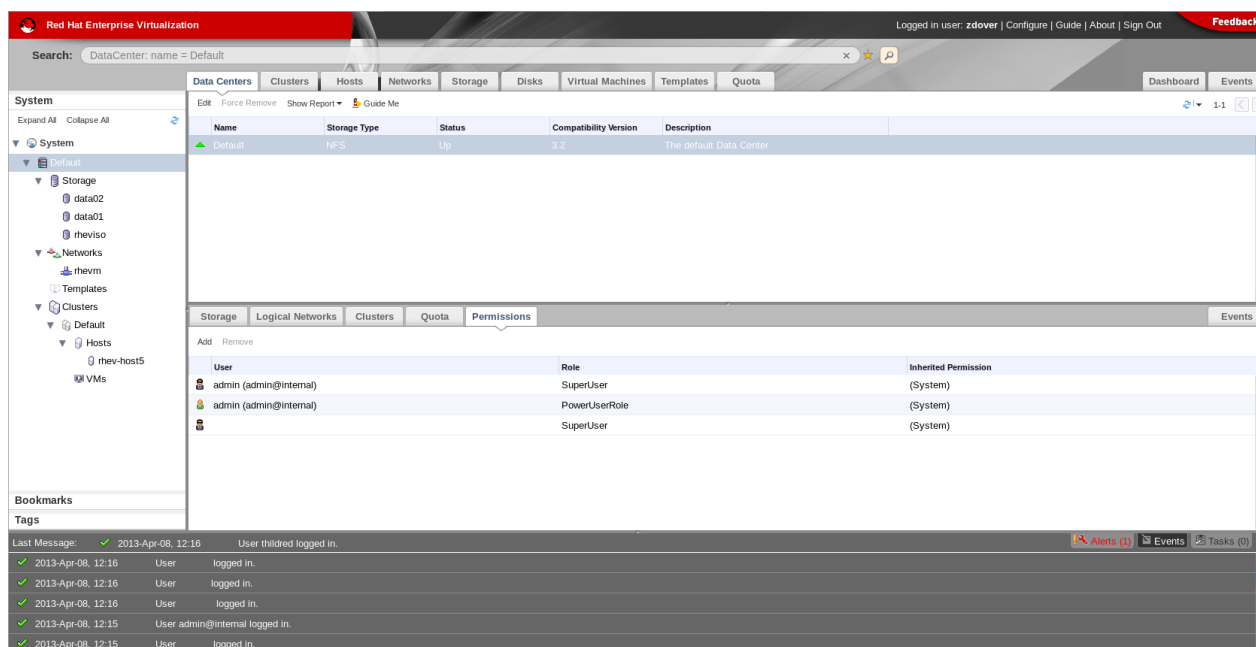 Red Hat Enterprise Virtualization
Logged in user: zdover | Configure | Guide | About | Sign Out
Feedback
Search: DataCenter: name = Default
Data Centers Clusters Hosts Networks Storage Disks Virtual Machines Templates Quota Dashboard Events
System
Expand All Collapse All
System
Default
Storage
data02
data01
rheviso
Networks
rhevm
Templates
Clusters
Default
Hosts
rhev-host5
VMs
Bookmarks
Tags
Edit Force Remove Show Report Guide Me 1-1
Name Storage Type Status Compatibility Version Description
Default NFS Up 3.2 The default Data Center
Storage Logical Networks Clusters Quota Permissions Events
Add Remove
User Role Inherited Permission
admin (admin@internal) SuperUser (System)
admin (admin@internal) PowerUserRole (System)
SuperUser (System)
Last Message: 2013-Apr-08, 12:16 User thildred logged in. Alerts (1) Events Tasks (0)
2013-Apr-08, 12:16 User logged in.
2013-Apr-08, 12:16 User logged in.
2013-Apr-08, 12:16 User logged in.
2013-Apr-08, 12:15 User admin@internal logged in.
2013-Apr-08, 12:15 User logged in.